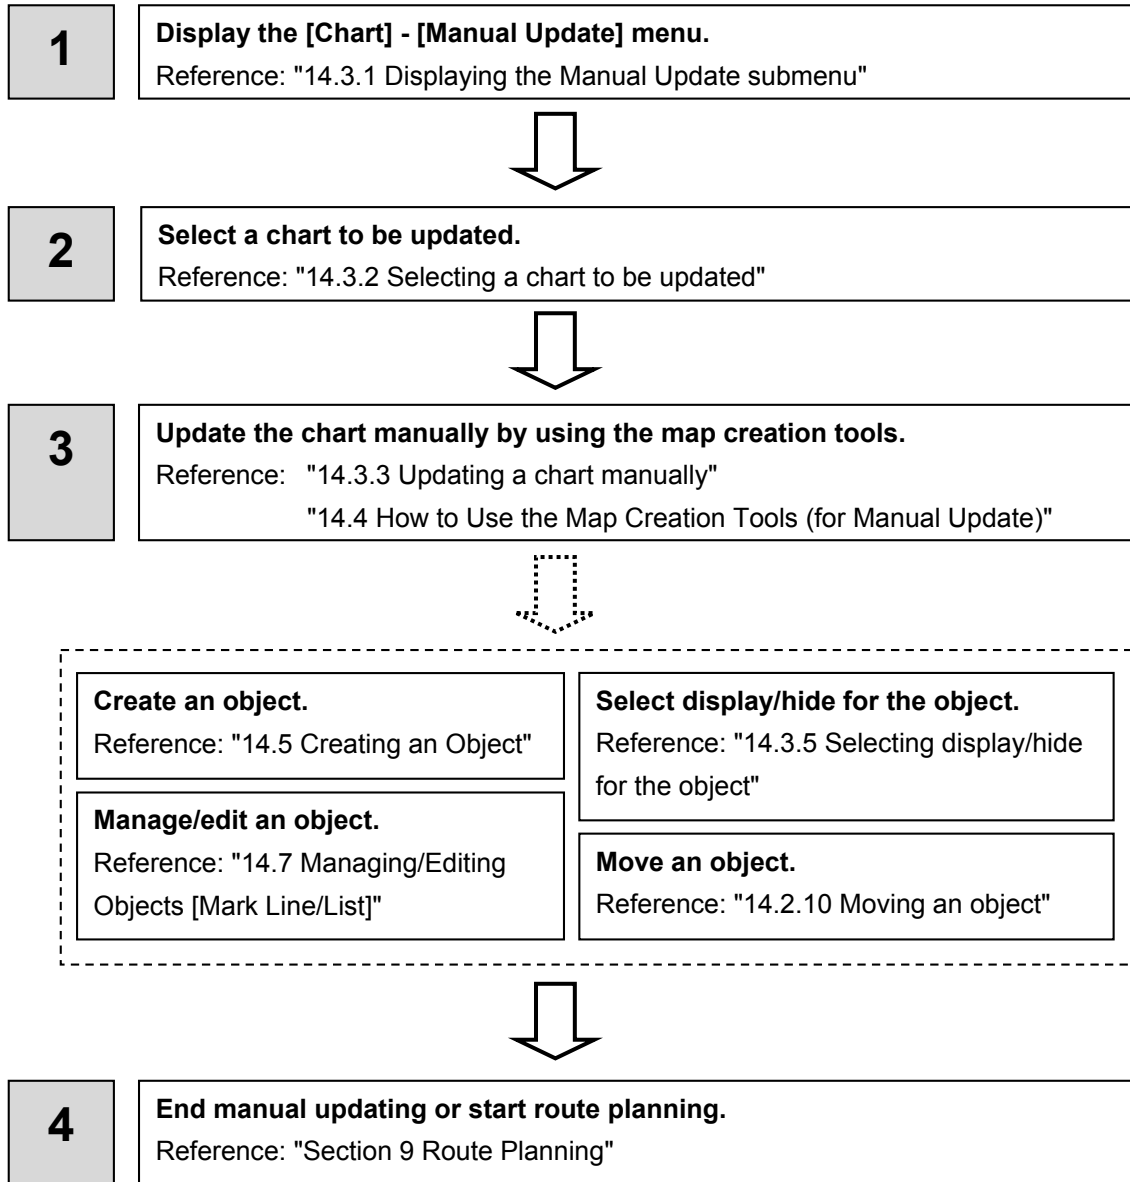 1
Display the [Chart] - [Manual Update] menu.
Reference: "14.3.1 Displaying the Manual Update submenu"
2
Select a chart to be updated.
Reference: "14.3.2 Selecting a chart to be updated"
3
Update the chart manually by using the map creation tools.
Reference: "14.3.3 Updating a chart manually"
"14.4 How to Use the Map Creation Tools (for Manual Update)"
Create an object.
Reference: "14.5 Creating an Object"
Manage/edit an object.
Reference: "14.7 Managing/Editing
Objects [Mark Line/List]"
Select display/hide for the object.
Reference: "14.3.5 Selecting display/hide
for the object"
Move an object.
Reference: "14.2.10 Moving an object"
4
End manual updating or start route planning.
Reference: "Section 9 Route Planning"